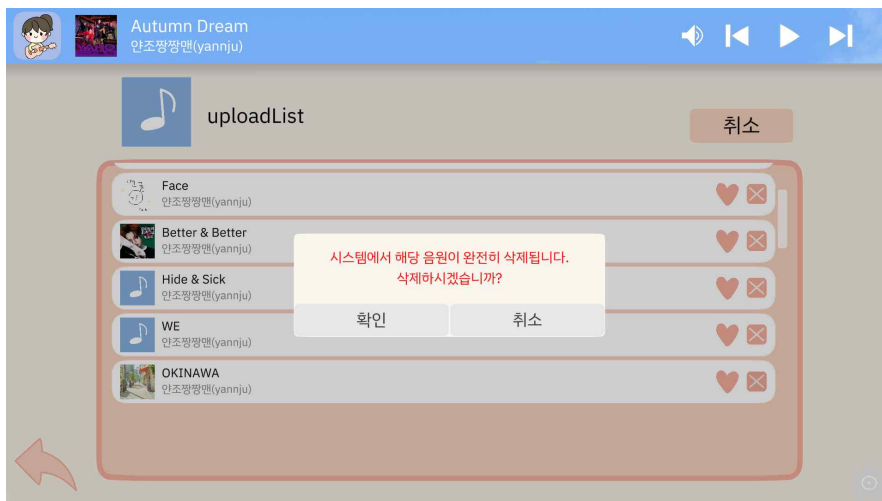 Autumn Dream
얀조짱짱맨(yannju)
uploadList
취소
Face
얀조짱짱맨(yannju)
Better & Better
얀조짱짱맨(yannju)
Hide & Sick
얀조짱짱맨(yannju)
WE
얀조짱짱맨(yannju)
OKINAWA
얀조짱짱맨(yannju)
시스템에서 해당 음원이 완전히 삭제됩니다.
삭제하시겠습니까?
확인
취소